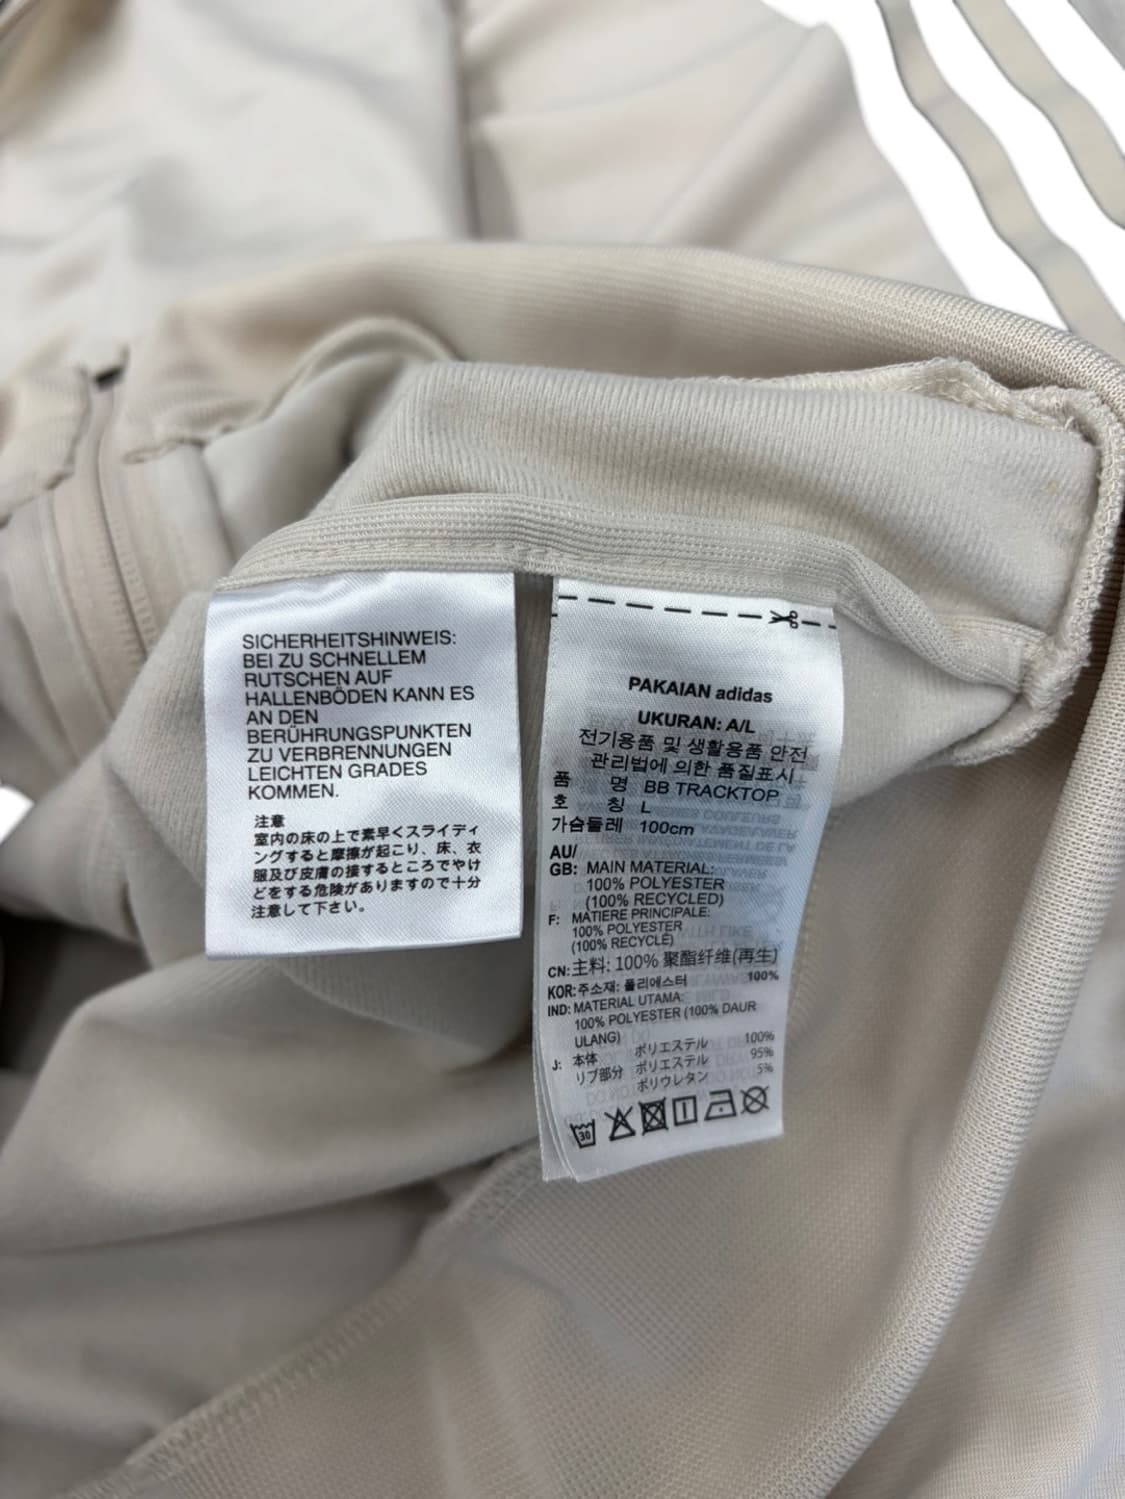 SICHERHEITSHINWEIS:
BEI ZU SCHNELLEM
RUTSCHEN AUF
HALLENBÖDEN KANN ES
AN DEN
BERÜHRUNGSPUNKTEN
ZU VERBRENNUNGEN
LEICHTEN GRADES
KOMMEN.
注意
室内の床の上で素早くスライディ
ングすると摩擦が起こり、床、衣
服及び皮膚の接するところでやけ
どをする危険がありますので十分
注意して下さい。
PAKAIAN adidas
UKURAN: A/L
전기용품 및 생활용품 안전
관리법에 의한 품질표시
품 명 BB TRACKTOP
호 칭 L
가슴둘레 100cm
AU/
GB: MAIN MATERIAL:
100% POLYESTER
(100% RECYCLED)
F: MATIERE PRINCIPALE:
100% POLYESTER
(100% RECYCLÉ)
CN: 主料: 100% 聚酯纤维(再生)
KOR: 주소재: 폴리에스터 100%
IND: MATERIAL UTAMA:
100% POLYESTER (100% DAUR
ULANG)
J: 本体 ポリエステル 100%
リブ部分 ポリエステル 95%
ポリウレタン 5%
30